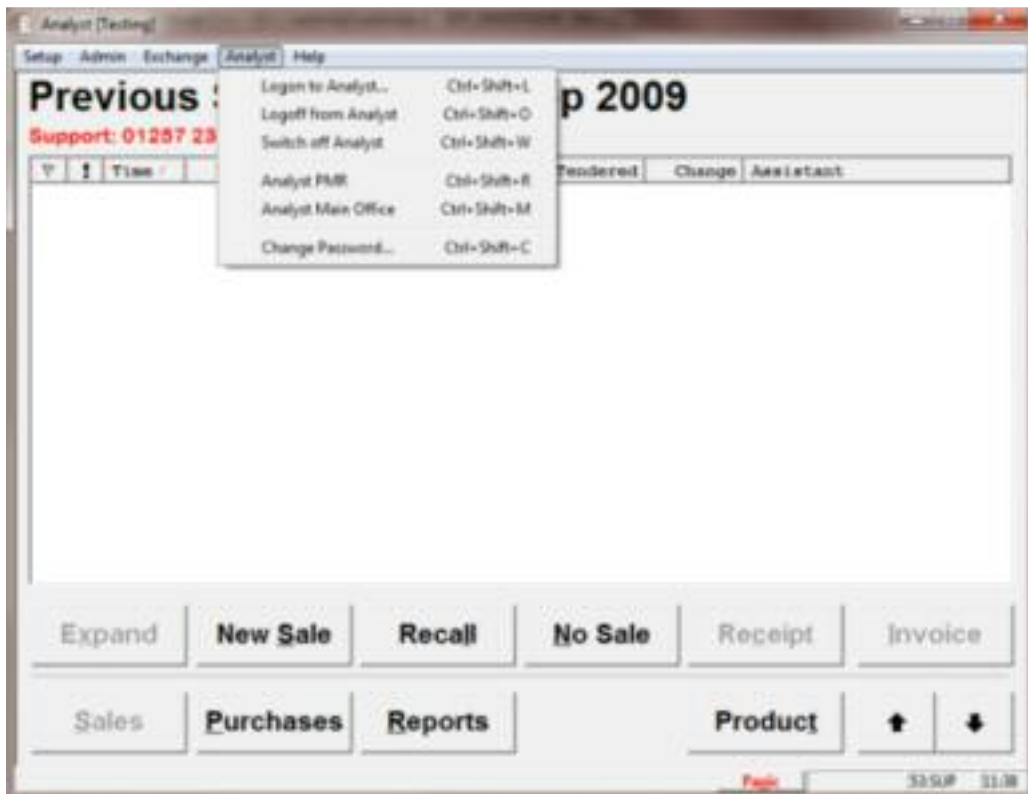 Analyst [Testing]
Setup Admin Exchange Analyst Help
Previous S p 2009
Support: 01257 23
Logon to Analyst... Ctrl+Shift+L
Logoff from Analyst Ctrl+Shift+O
Switch off Analyst Ctrl+Shift+W
Analyst PMR Ctrl+Shift+R
Analyst Main Office Ctrl+Shift+M
Change Password... Ctrl+Shift+C
Time Tendered Change Assistant
Expand New Sale Recall No Sale Receipt Invoice
Sales Purchases Reports Product
Panic 53:SUP 11:38